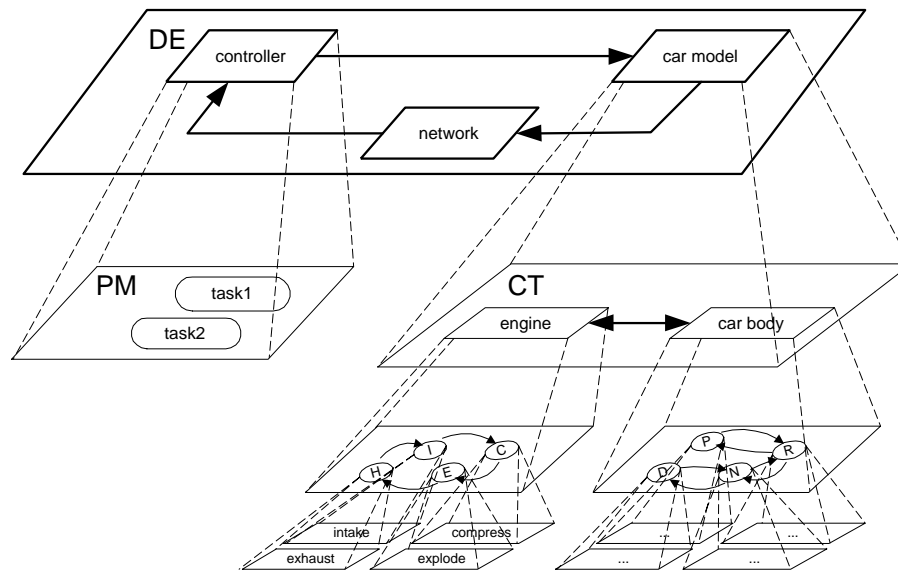 DE
controller
car model
network
PM
task1
task2
CT
engine
car body
I
C
H
E
P
R
D
N
intake
compress
exhaust
explode
...
...
...
...